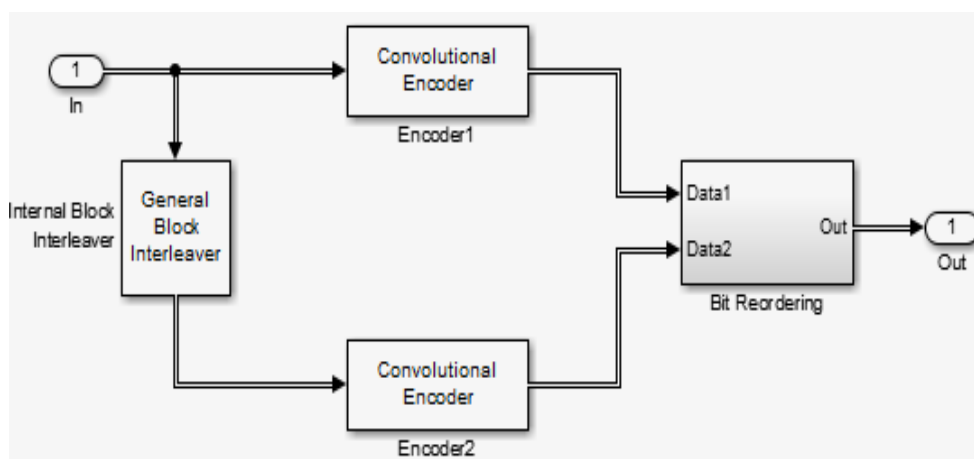 1
In
Convolutional
Encoder
Encoder1
Internal Block
Interleaver
General
Block
Interleaver
Data1
Data2
Out
Bit Reordering
1
Out
Convolutional
Encoder
Encoder2